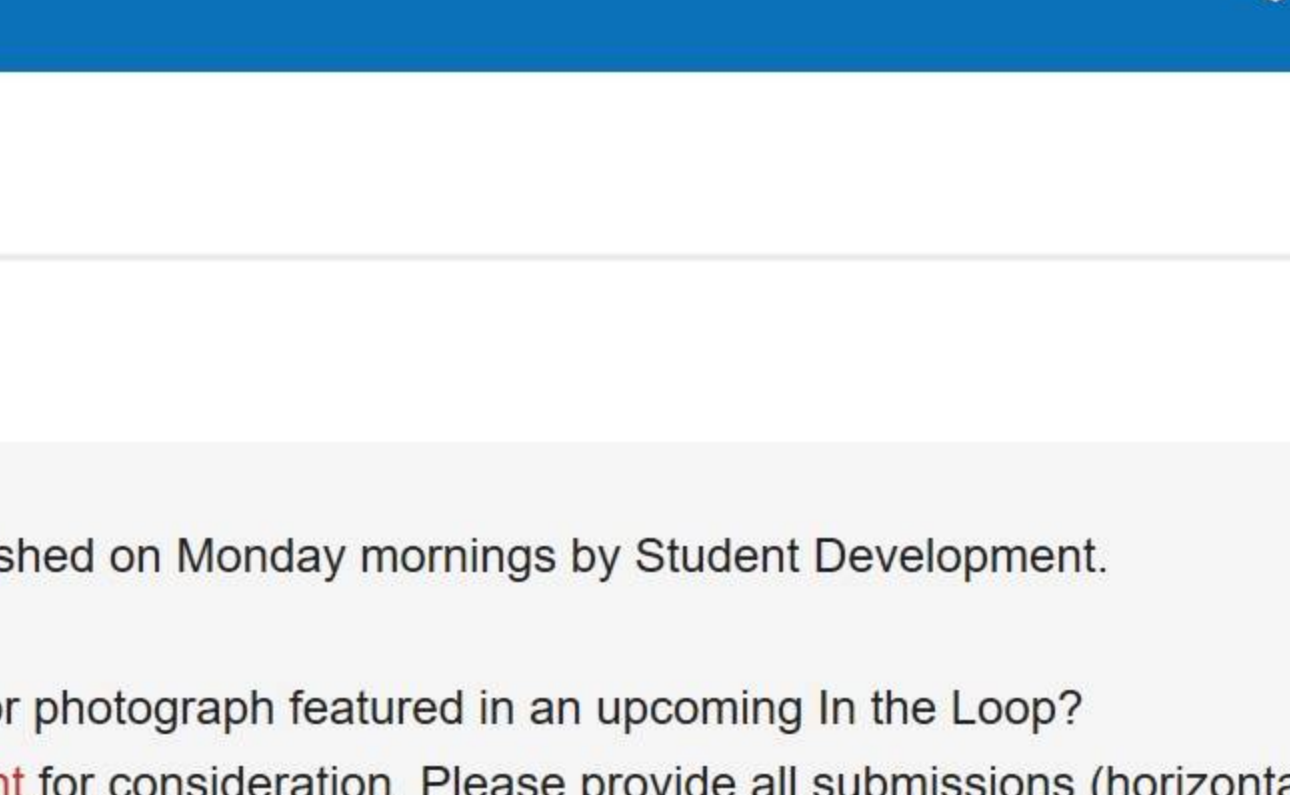 shed on Monday mornings by Student Development.
r photograph featured in an upcoming In the Loop?
for consideration. Please provide all submissions